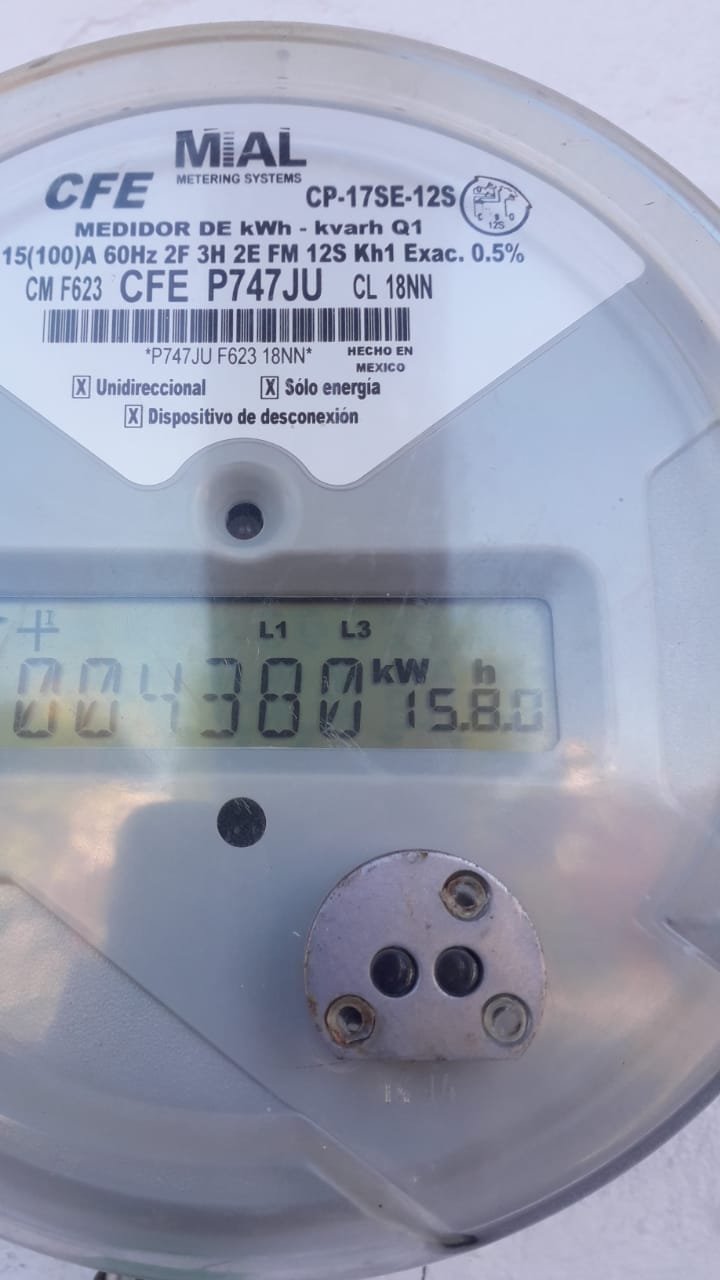 MIAL
METERING SYSTEMS
CFE
CP-17SE-12S
12S
MEDIDOR DE kWh - kvarh Q1
15(100)A 60Hz 2F 3H 2E FM 12S Kh1 Exac. 0.5%
CM F623 CFE P747JU CL 18NN
*P747JU F623 18NN*
HECHO EN
MEXICO
X Unidireccional X Sólo energía
X Dispositivo de desconexión
L1 L3
004380 kW h 15.8.0